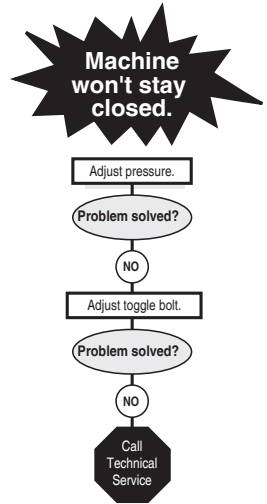 Machine
won't stay
closed.
Adjust pressure.
Problem solved?
NO
Adjust toggle bolt.
Problem solved?
NO
Call
Technical
Service